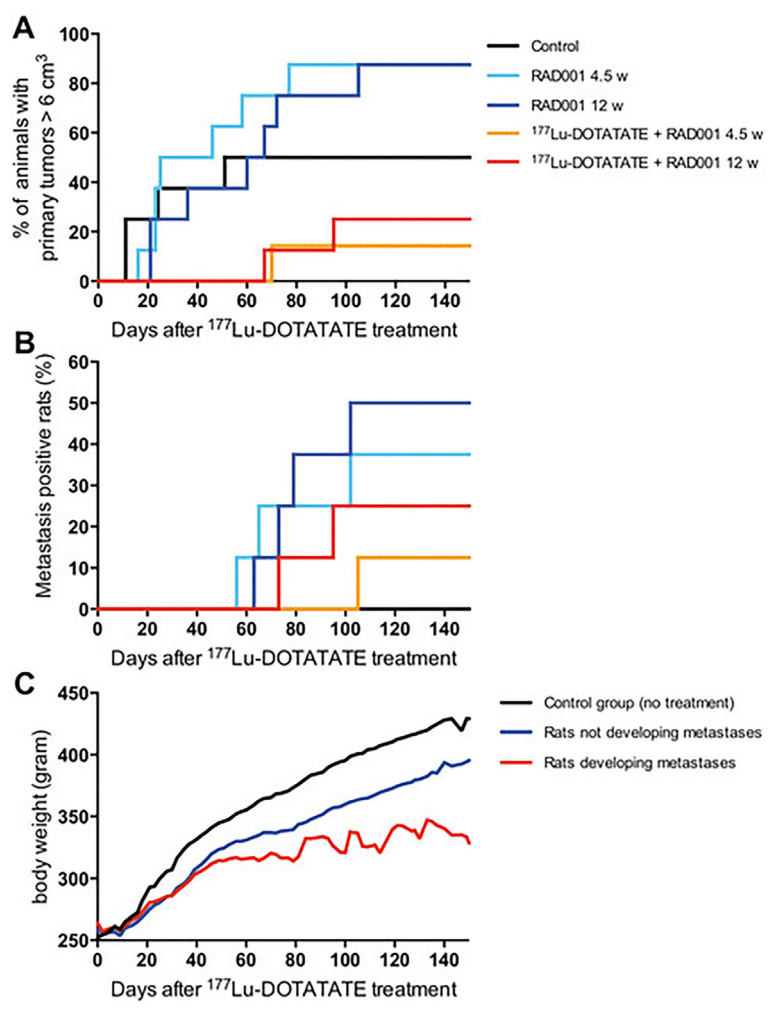 A
% of animals with
primary tumors > 6 cm³
100
80
60
40
20
0
0 20 40 60 80 100 120 140
Days after ¹⁷⁷Lu-DOTATATE treatment
Control
RAD001 4.5 w
RAD001 12 w
¹⁷⁷Lu-DOTATATE + RAD001 4.5 w
¹⁷⁷Lu-DOTATATE + RAD001 12 w
B
Metastasis positive rats (%)
60
50
40
30
20
10
0
0 20 40 60 80 100 120 140
Days after ¹⁷⁷Lu-DOTATATE treatment
C
body weight (gram)
450
400
350
300
250
0 20 40 60 80 100 120 140
Days after ¹⁷⁷Lu-DOTATATE treatment
Control group (no treatment)
Rats not developing metastases
Rats developing metastases